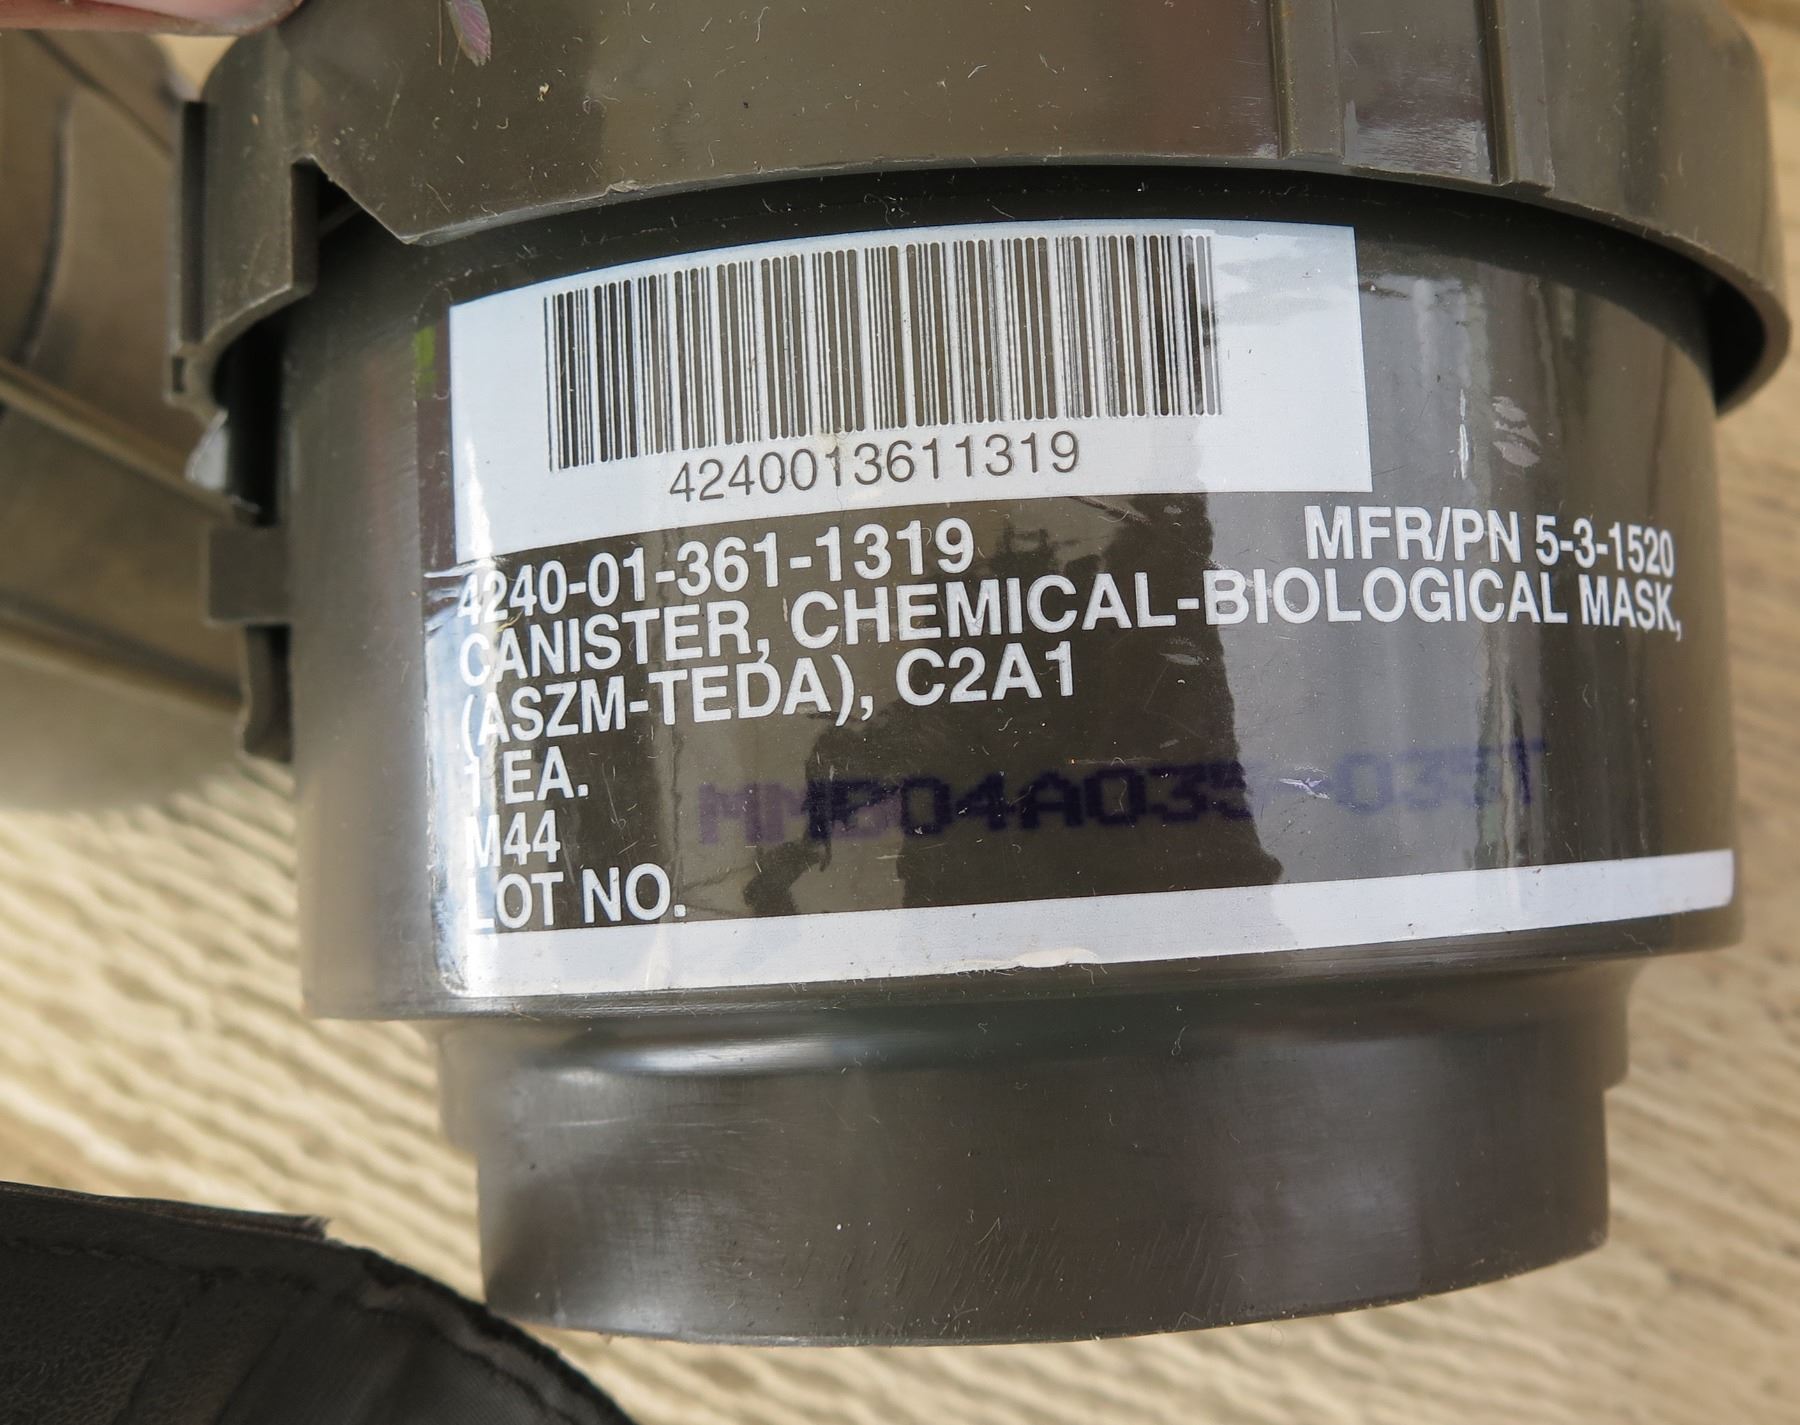 4240013611319
4240-01-361-1319 MFR/PN 5-3-1520
CANISTER, CHEMICAL-BIOLOGICAL MASK,
(ASZM-TEDA), C2A1
1 EA.
M44
LOT NO.